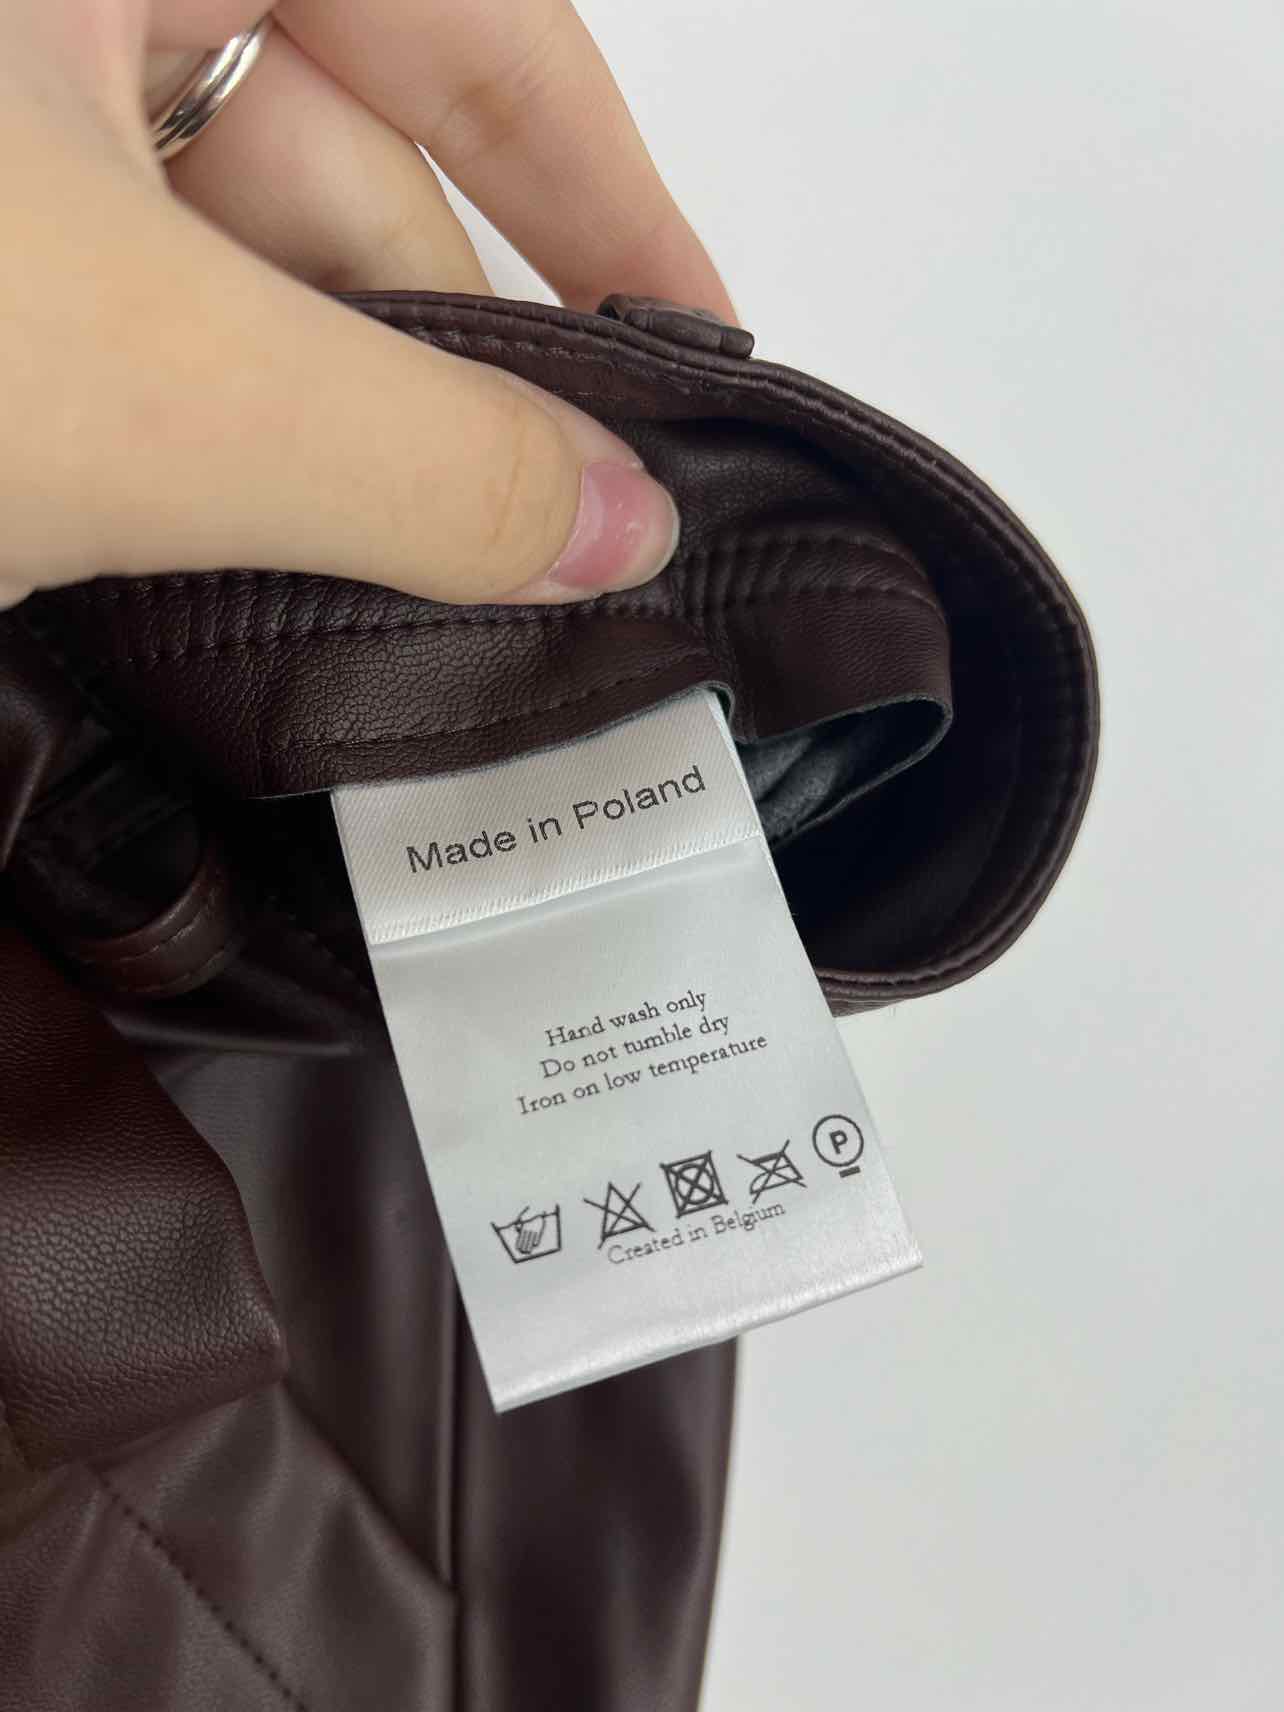 Made in Poland
Hand wash only
Do not tumble dry
Iron on low temperature
P
Created in Belgium